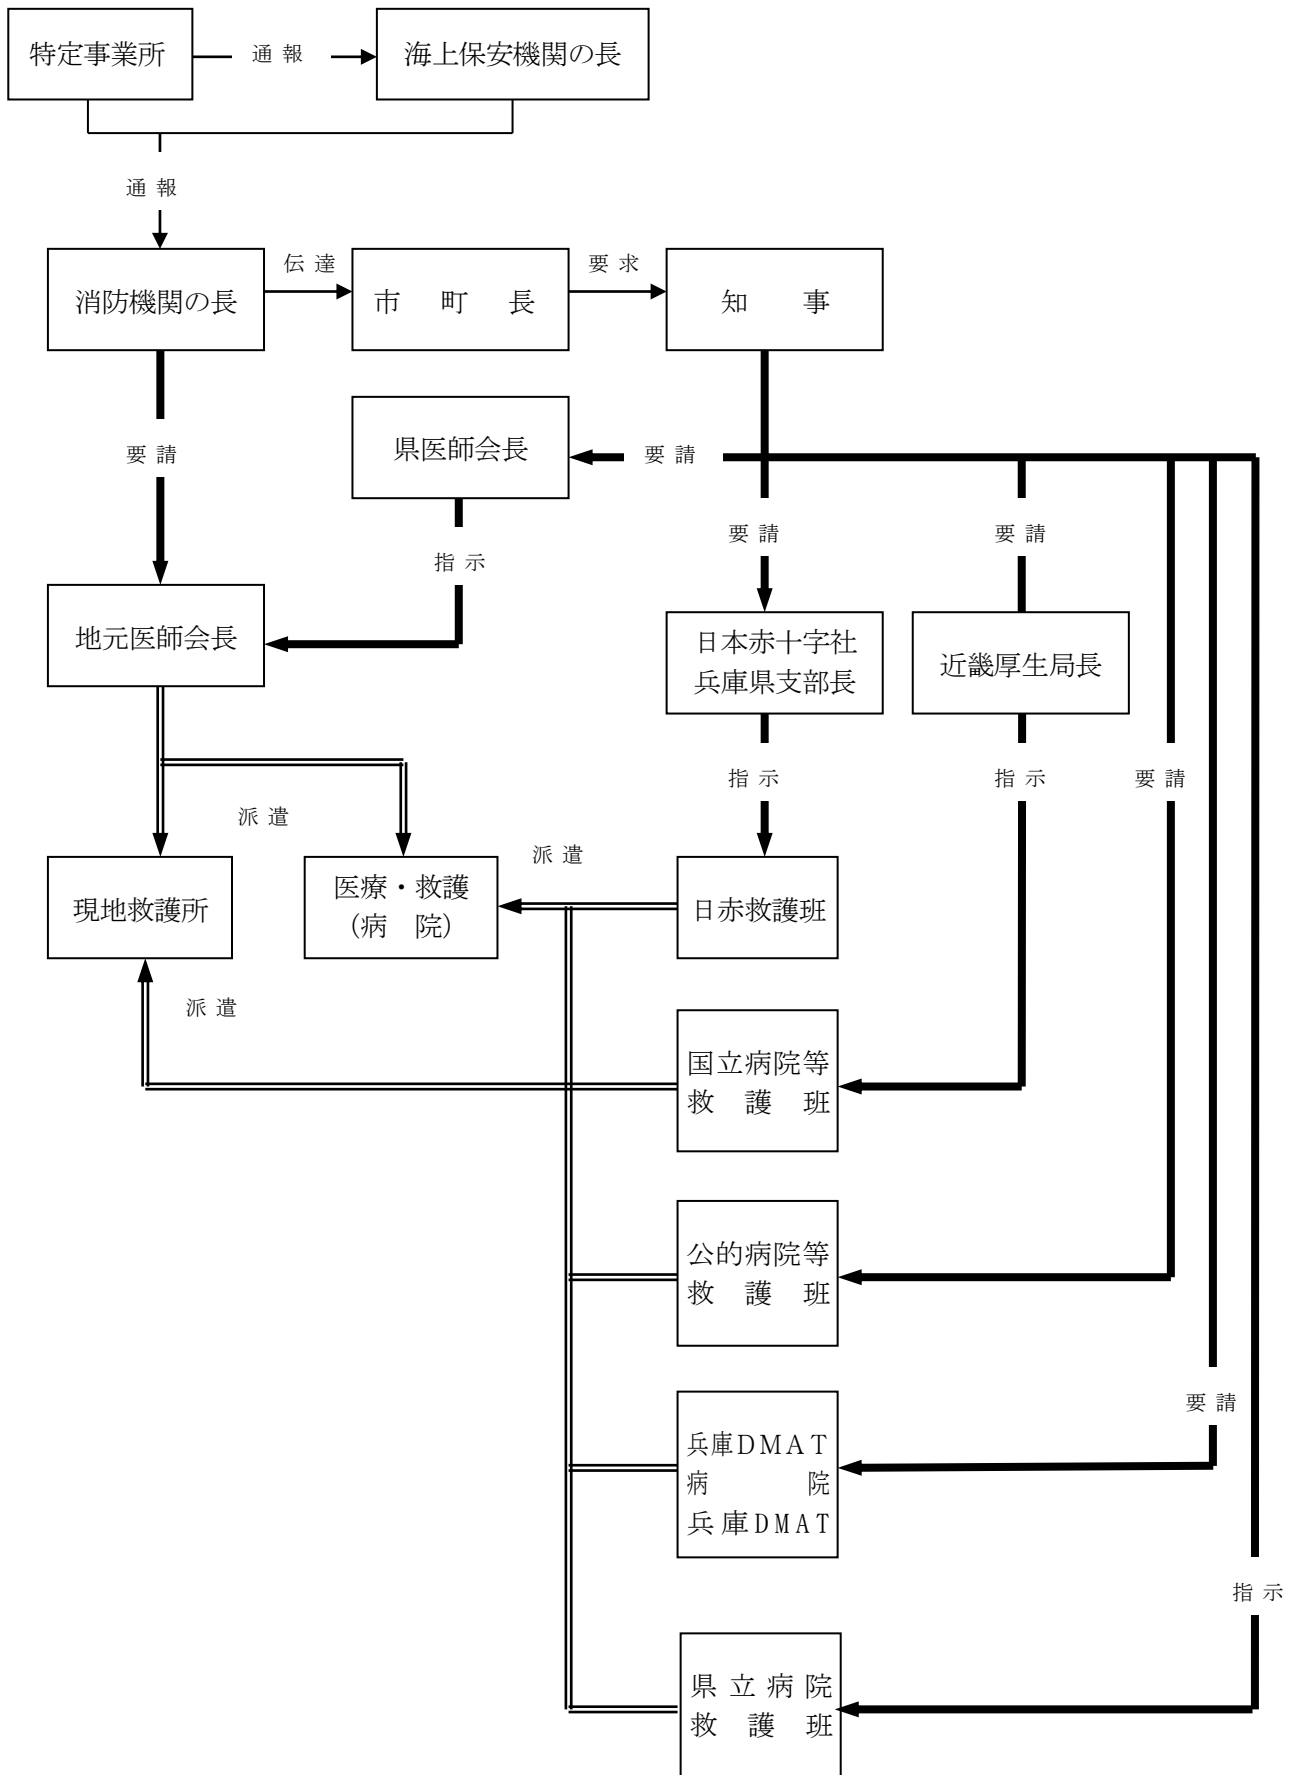 特定事業所
通報
海上保安機関の長
通報
消防機関の長
伝達
市　町　長
要求
知　事
要請
県医師会長
要請
要請
要請
指示
地元医師会長
日本赤十字社
兵庫県支部長
近畿厚生局長
指示
指示
要請
派遣
派遣
現地救護所
医療・救護
(病　院)
日赤救護班
派遣
国立病院等
救　護　班
公的病院等
救　護　班
要請
兵庫DMAT
病　　　院
兵庫DMAT
指示
県立病院
救　護　班